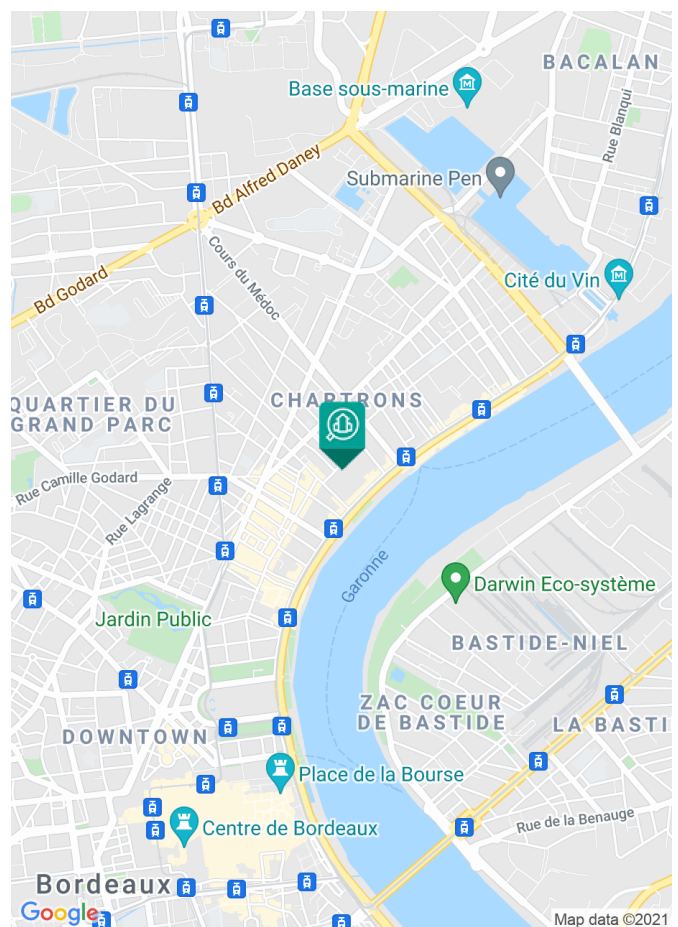 BACALAN
Base sous-marine
Rue Blanqui
Bd Alfred Daney
Submarine Pen
Cours du Médoc
Cité du Vin
Bd Godard
CHARTRONS
QUARTIER DU
GRAND PARC
Rue Camille Godard
Rue Lagrange
Garonne
Darwin Eco-système
Jardin Public
BASTIDE-NIEL
ZAC COEUR
DE BASTIDE
LA BASTI
DOWNTOWN
Place de la Bourse
Centre de Bordeaux
Rue de la Benauge
Bordeaux
Google
Map data ©2021